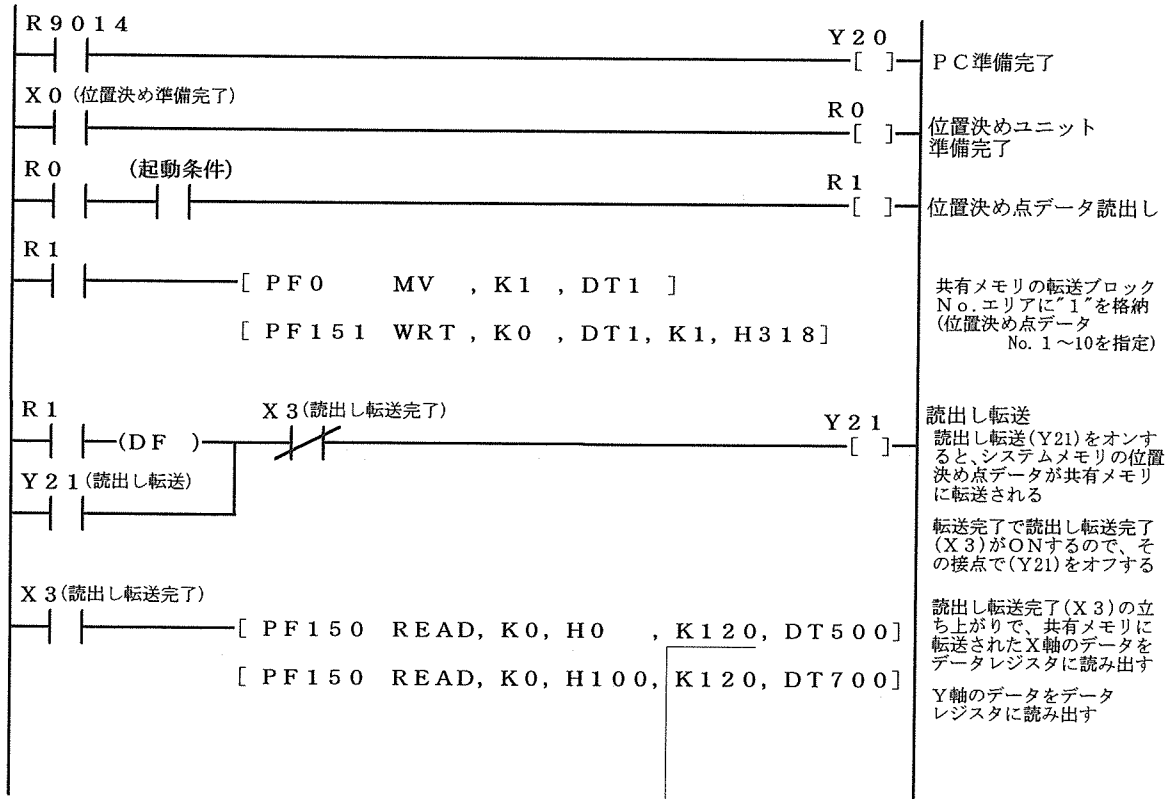 R9014
Y20
[ ]
PC準備完了
X0(位置決め準備完了)
R0
[ ]
位置決めユニット
準備完了
R0 (起動条件)
R1
[ ]
位置決め点データ読出し
R1
[ PF0 MV , K1 , DT1 ]
[ PF151 WRT, K0 , DT1, K1, H318]
共有メモリの転送ブロック
No.エリアに"1"を格納
(位置決め点データ
No. 1〜10を指定)
R1
X3(読出し転送完了)
Y21
(DF )
[ ]
Y21(読出し転送)
読出し転送
読出し転送(Y21)をオンす
ると、システムメモリの位置
決め点データが共有メモリ
に転送される
転送完了で読出し転送完了
(X3)がONするので、そ
の接点で(Y21)をオフする
X3(読出し転送完了)
[ PF150 READ, K0, H0 , K120, DT500]
[ PF150 READ, K0, H100, K120, DT700]
読出し転送完了(X3)の立
ち上がりで、共有メモリに
転送されたX軸のデータを
データレジスタに読み出す
Y軸のデータをデータ
レジスタに読み出す